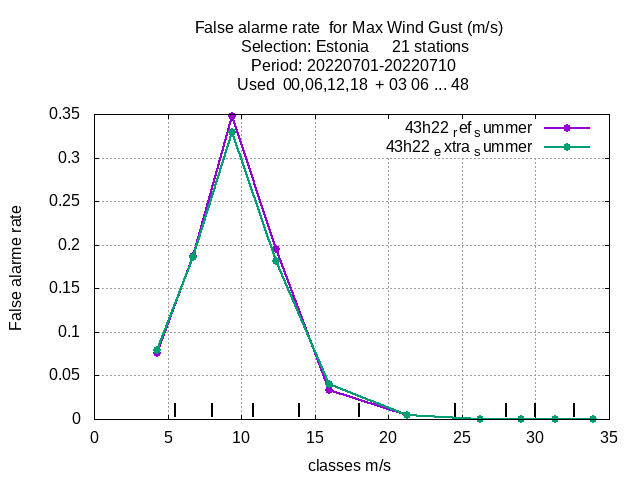 False alarme rate  for Max Wind Gust (m/s)
Selection: Estonia     21 stations
Period: 20220701-20220710
Used  00,06,12,18  + 03 06 ... 48
43h22 ref summer
43h22 extra summer
False alarme rate
0.35
0.3
0.25
0.2
0.15
0.1
0.05
0
0 5 10 15 20 25 30 35
classes m/s